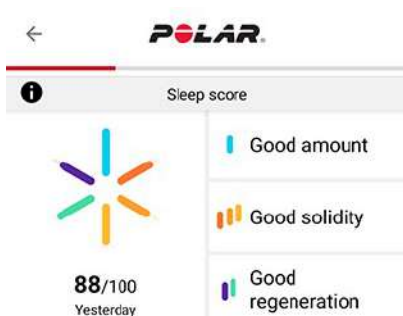 POLAR.
Sleep score
Good amount
Good solidity
88/100
Good
regeneration
Yesterday